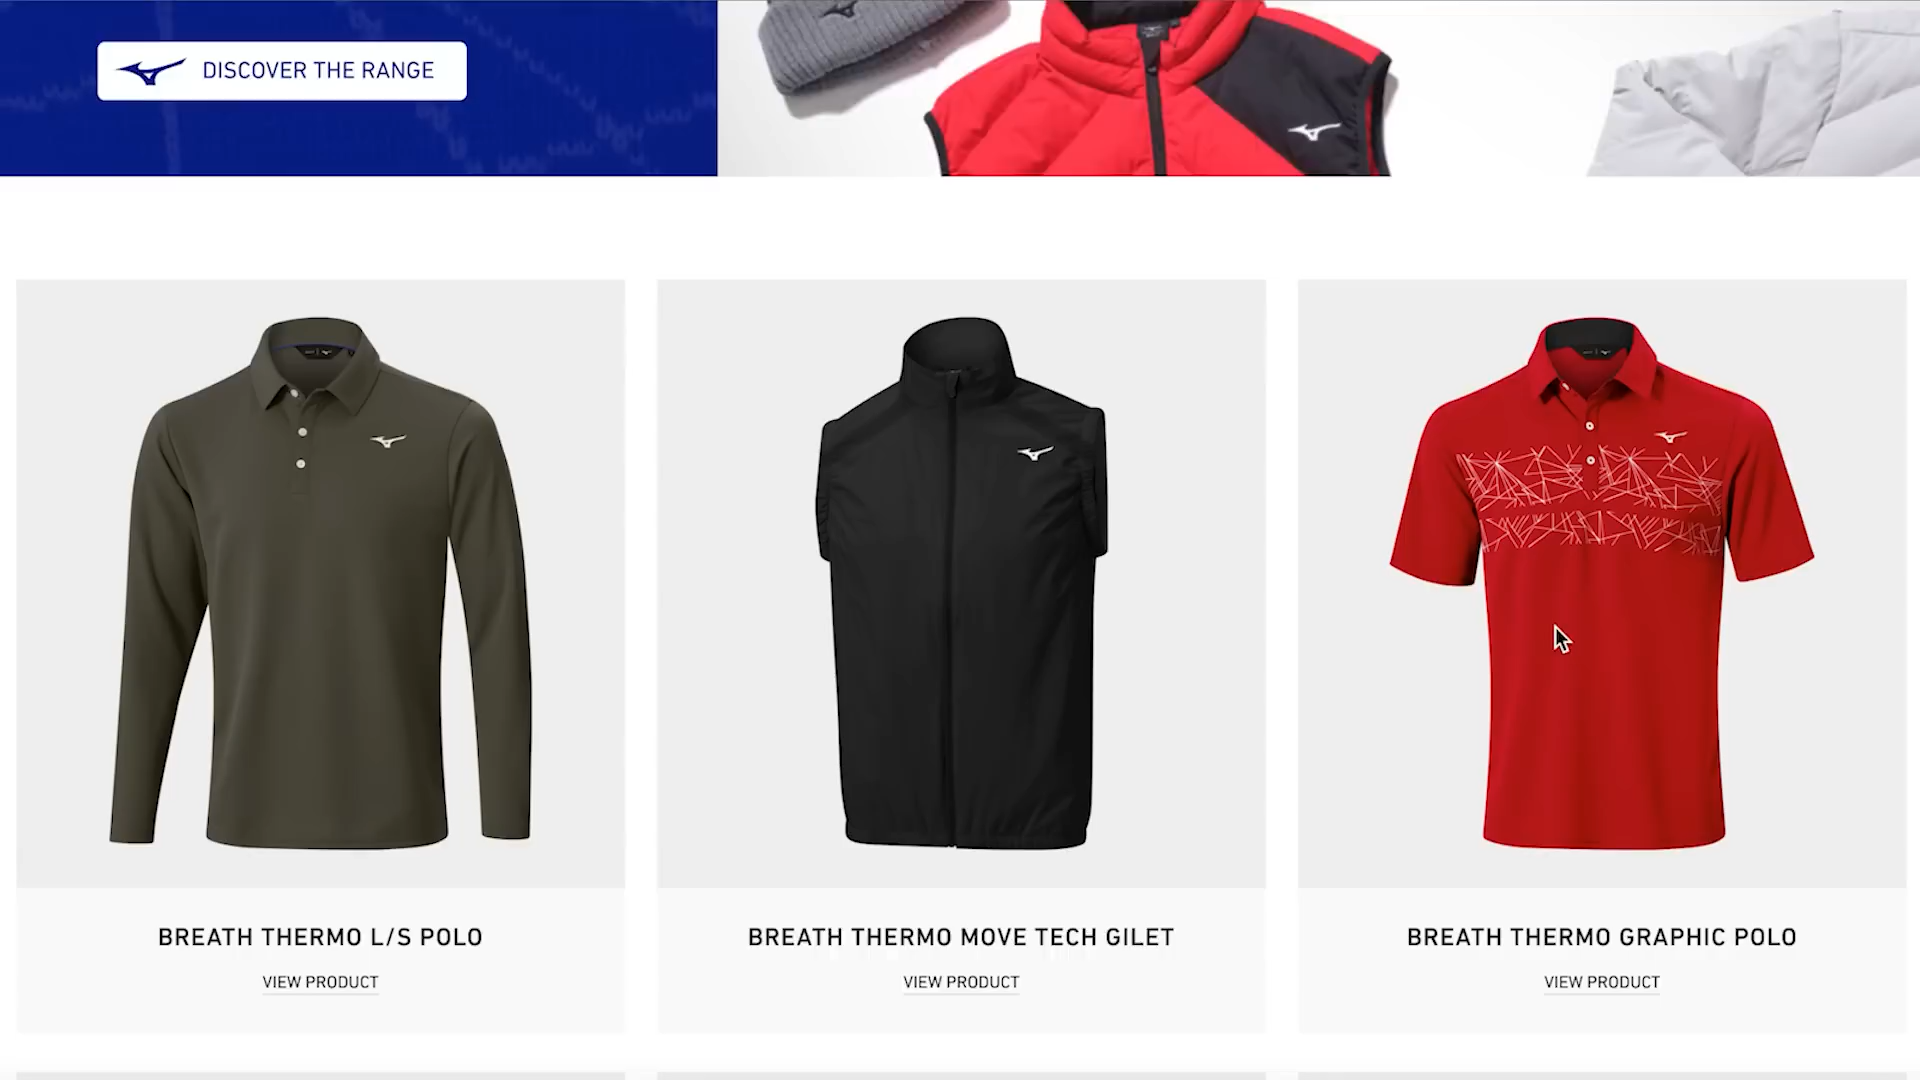 DISCOVER THE RANGE
BREATH THERMO L/S POLO
VIEW PRODUCT
BREATH THERMO MOVE TECH GILET
VIEW PRODUCT
BREATH THERMO GRAPHIC POLO
VIEW PRODUCT